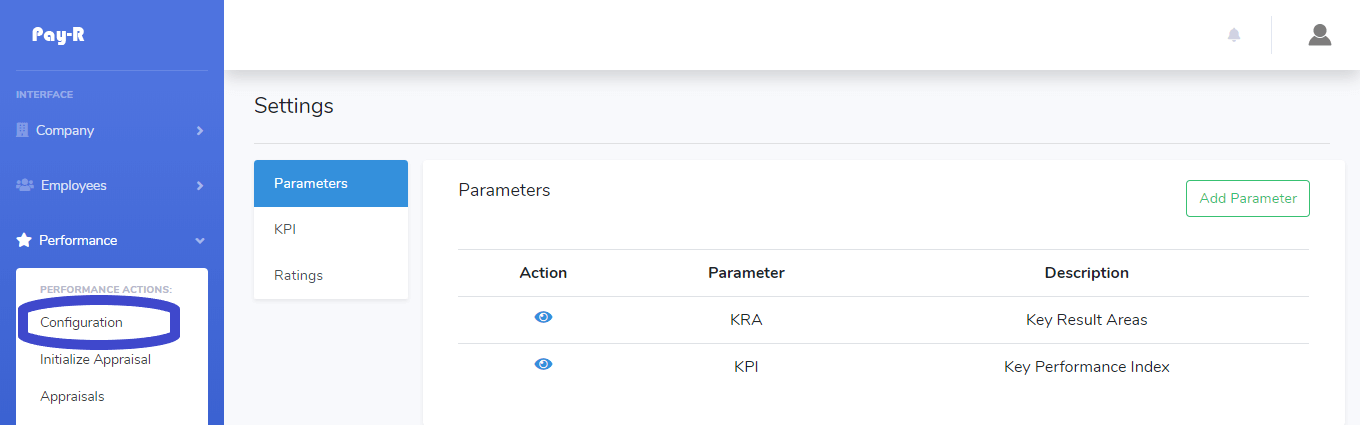 Pay-R
INTERFACE
Company
Employees
Performance
PERFORMANCE ACTIONS:
Configuration
Initialize Appraisal
Appraisals
Settings
Parameters
KPI
Ratings
Parameters
Add Parameter
Action Parameter Description
KRA Key Result Areas
KPI Key Performance Index